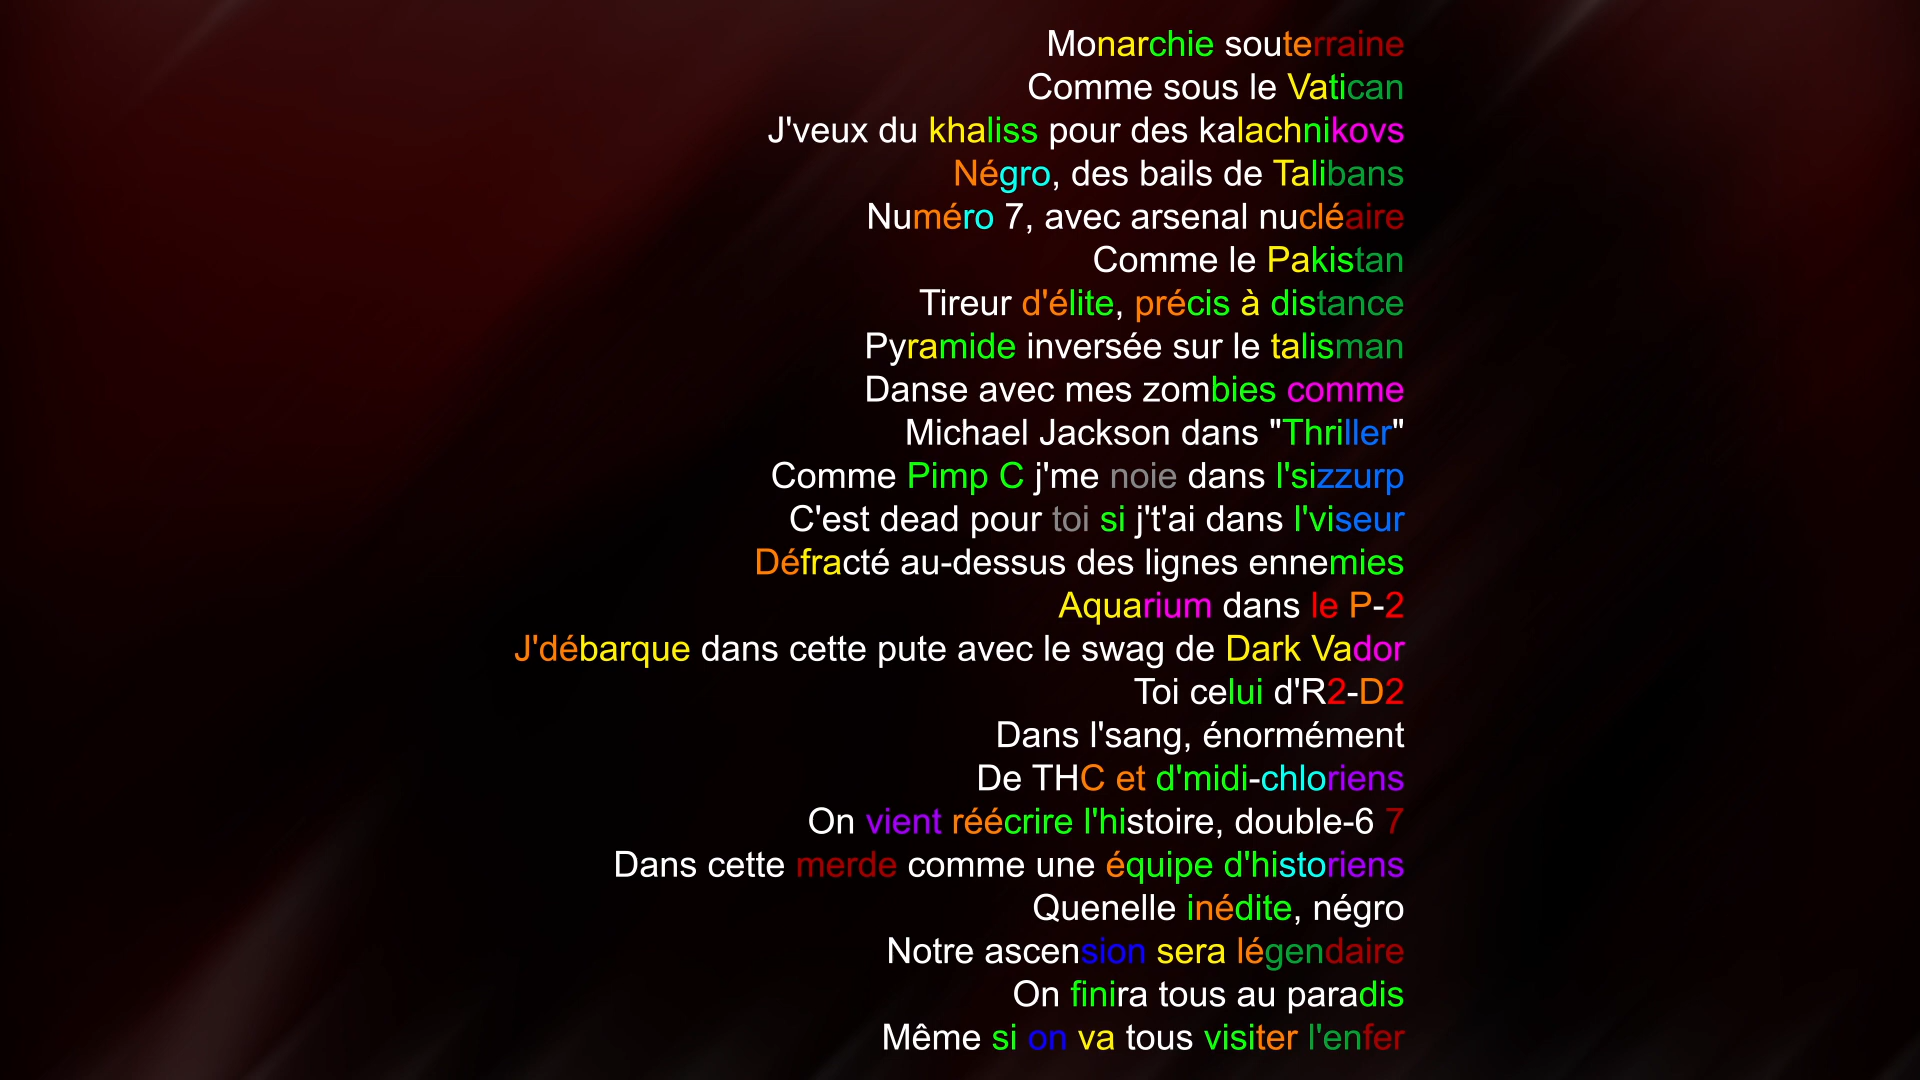 Monarchie souterraine
Comme sous le Vatican
J'veux du khaliss pour des kalachnikovs
Négro, des bails de Talibans
Numéro 7, avec arsenal nucléaire
Comme le Pakistan
Tireur d'élite, précis à distance
Pyramide inversée sur le talisman
Danse avec mes zombies comme
Michael Jackson dans "Thriller"
Comme Pimp C j'me noie dans l'sizzurp
C'est dead pour toi si j't'ai dans l'viseur
Défracté au-dessus des lignes ennemies
Aquarium dans le P-2
J'débarque dans cette pute avec le swag de Dark Vador
Toi celui d'R2-D2
Dans l'sang, énormément
De THC et d'midi-chloriens
On vient réécrire l'histoire, double-6 7
Dans cette merde comme une équipe d'historiens
Quenelle inédite, négro
Notre ascension sera légendaire
On finira tous au paradis
Même si on va tous visiter l'enfer